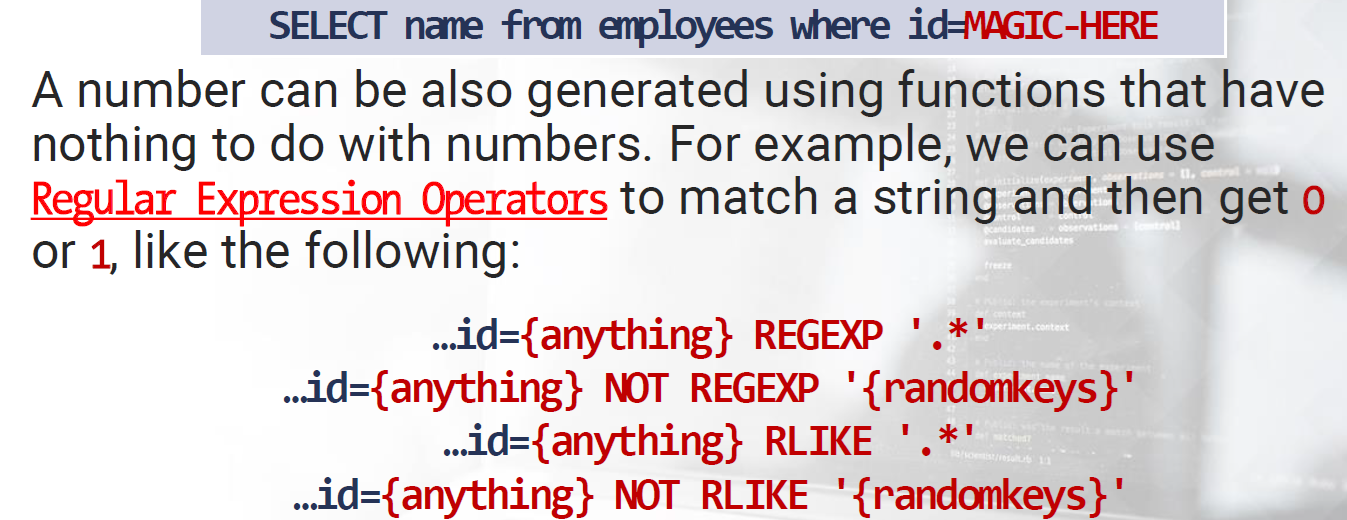 SELECT name from employees where id=MAGIC-HERE
A number can be also generated using functions that have
nothing to do with numbers. For example, we can use
Regular Expression Operators to match a string and then get 0
or 1, like the following:
…id={anything} REGEXP '.*'
…id={anything} NOT REGEXP '{randomkeys}'
…id={anything} RLIKE '.*'
…id={anything} NOT RLIKE '{randomkeys}'